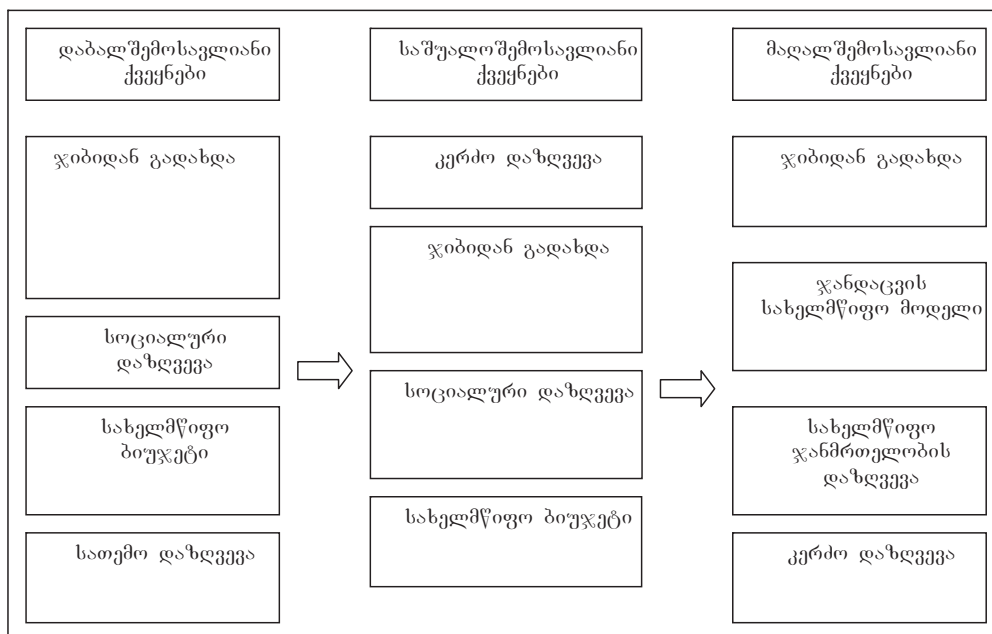 დაბალშემოსავლიანი
ქვეყნები
ჯიბიდან გადახდა
სოციალური
დაზღვევა
სახელმწიფო
ბიუჯეტი
სათემო დაზღვევა
საშუალოშემოსავლიანი
ქვეყნები
კერძო დაზღვევა
ჯიბიდან გადახდა
სოციალური დაზღვევა
სახელმწიფო ბიუჯეტი
მაღალშემოსავლიანი
ქვეყნები
ჯიბიდან გადახდა
ჯანდაცვის
სახელმწიფო მოდელი
სახელმწიფო
ჯანმრთელობის
დაზღვევა
კერძო დაზღვევა